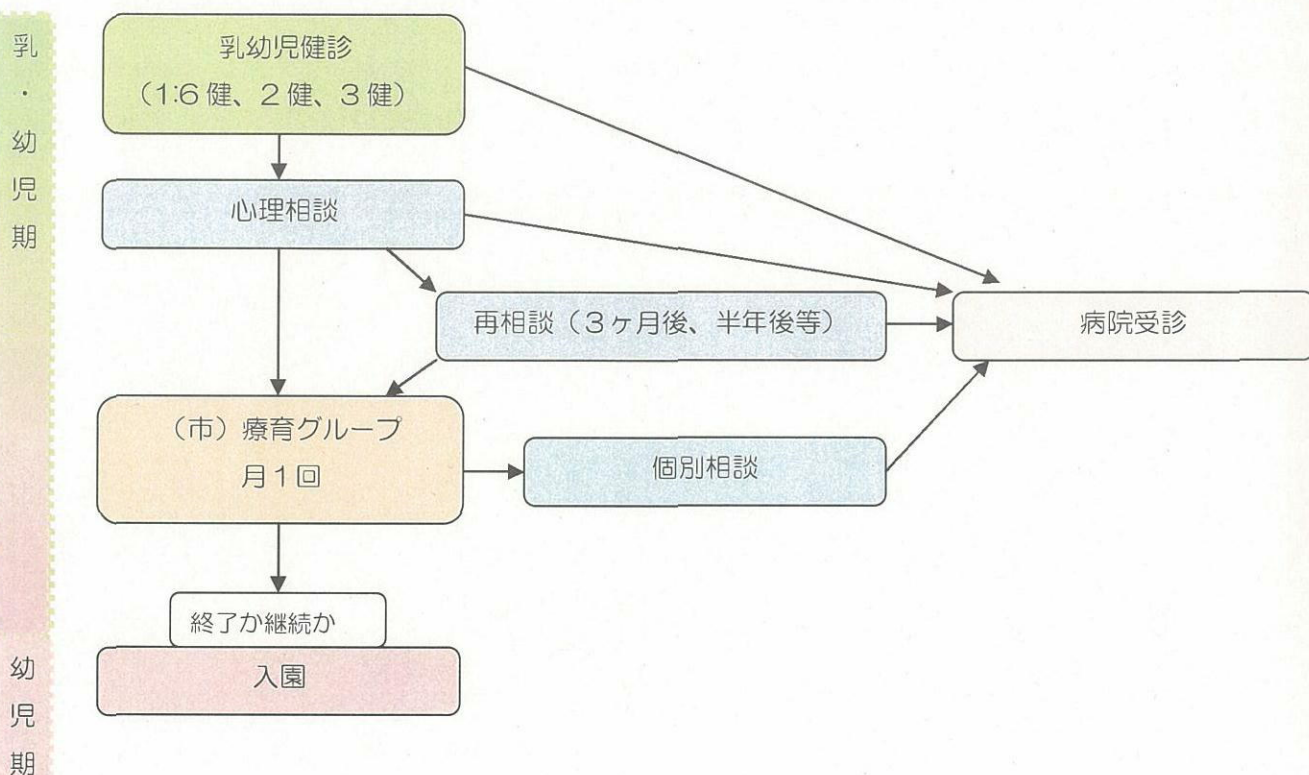 乳・幼児期
乳幼児健診
（1:6健、2健、3健）
心理相談
再相談（3ヶ月後、半年後等）
病院受診
（市）療育グループ
月1回
個別相談
終了か継続か
入園
幼児期